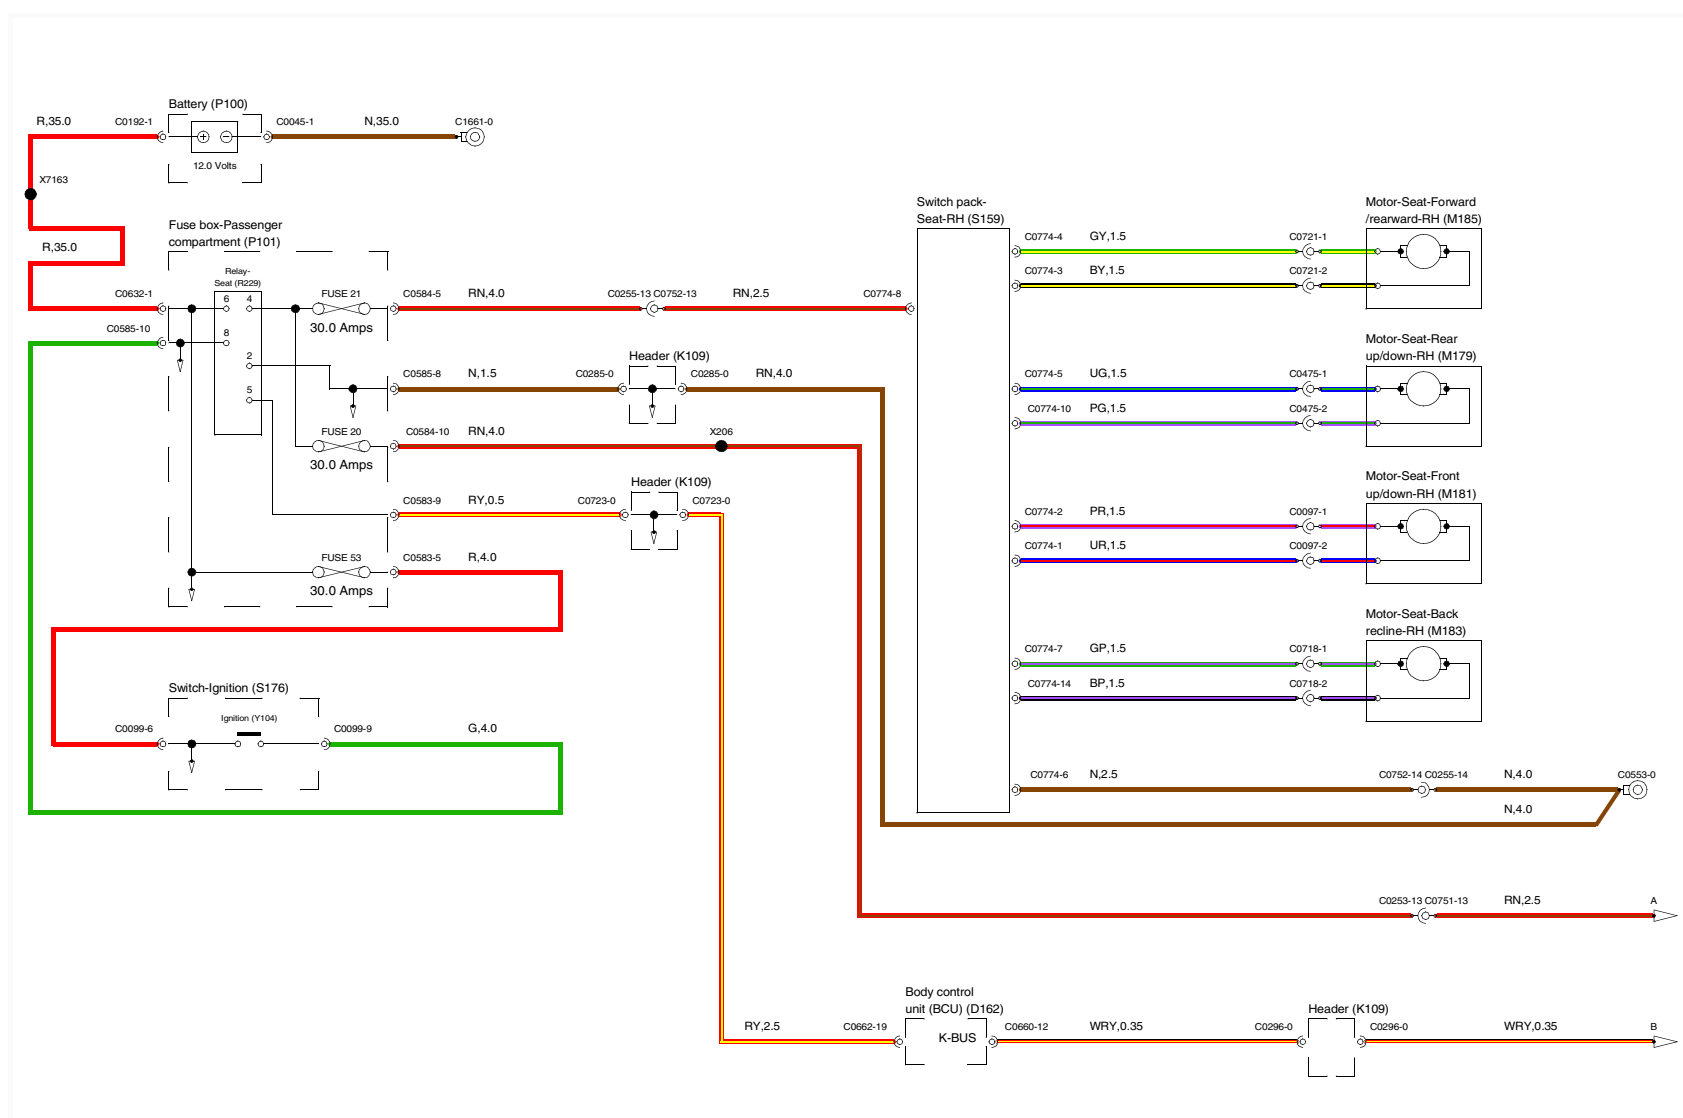 Battery (P100)
R,35.0
C0192-1
C0045-1
N,35.0
C1661-0
12.0 Volts
X7163
R,35.0
Fuse box-Passenger
compartment (P101)
Relay-
Seat (R229)
C0632-1
6 4
FUSE 21
C0584-5
RN,4.0
C0255-13 C0752-13
RN,2.5
C0774-8
30.0 Amps
C0585-10
8
2
5
C0585-8
N,1.5
C0285-0
Header (K109)
C0285-0
RN,4.0
FUSE 20
C0584-10
RN,4.0
X206
30.0 Amps
C0583-9
RY,0.5
C0723-0
Header (K109)
C0723-0
FUSE 53
C0583-5
R,4.0
30.0 Amps
Switch-Ignition (S176)
Ignition (Y104)
C0099-6
C0099-9
G,4.0
Switch pack-
Seat-RH (S159)
Motor-Seat-Forward
/rearward-RH (M185)
C0774-4
GY,1.5
C0721-1
C0774-3
BY,1.5
C0721-2
Motor-Seat-Rear
up/down-RH (M179)
C0774-5
UG,1.5
C0475-1
C0774-10
PG,1.5
C0475-2
Motor-Seat-Front
up/down-RH (M181)
C0774-2
PR,1.5
C0097-1
C0774-1
UR,1.5
C0097-2
Motor-Seat-Back
recline-RH (M183)
C0774-7
GP,1.5
C0718-1
C0774-14
BP,1.5
C0718-2
C0774-6
N,2.5
C0752-14 C0255-14
N,4.0
C0553-0
N,4.0
C0253-13 C0751-13
RN,2.5
A
Body control
unit (BCU) (D162)
RY,2.5
C0662-19
K-BUS
C0660-12
WRY,0.35
C0296-0
Header (K109)
C0296-0
WRY,0.35
B